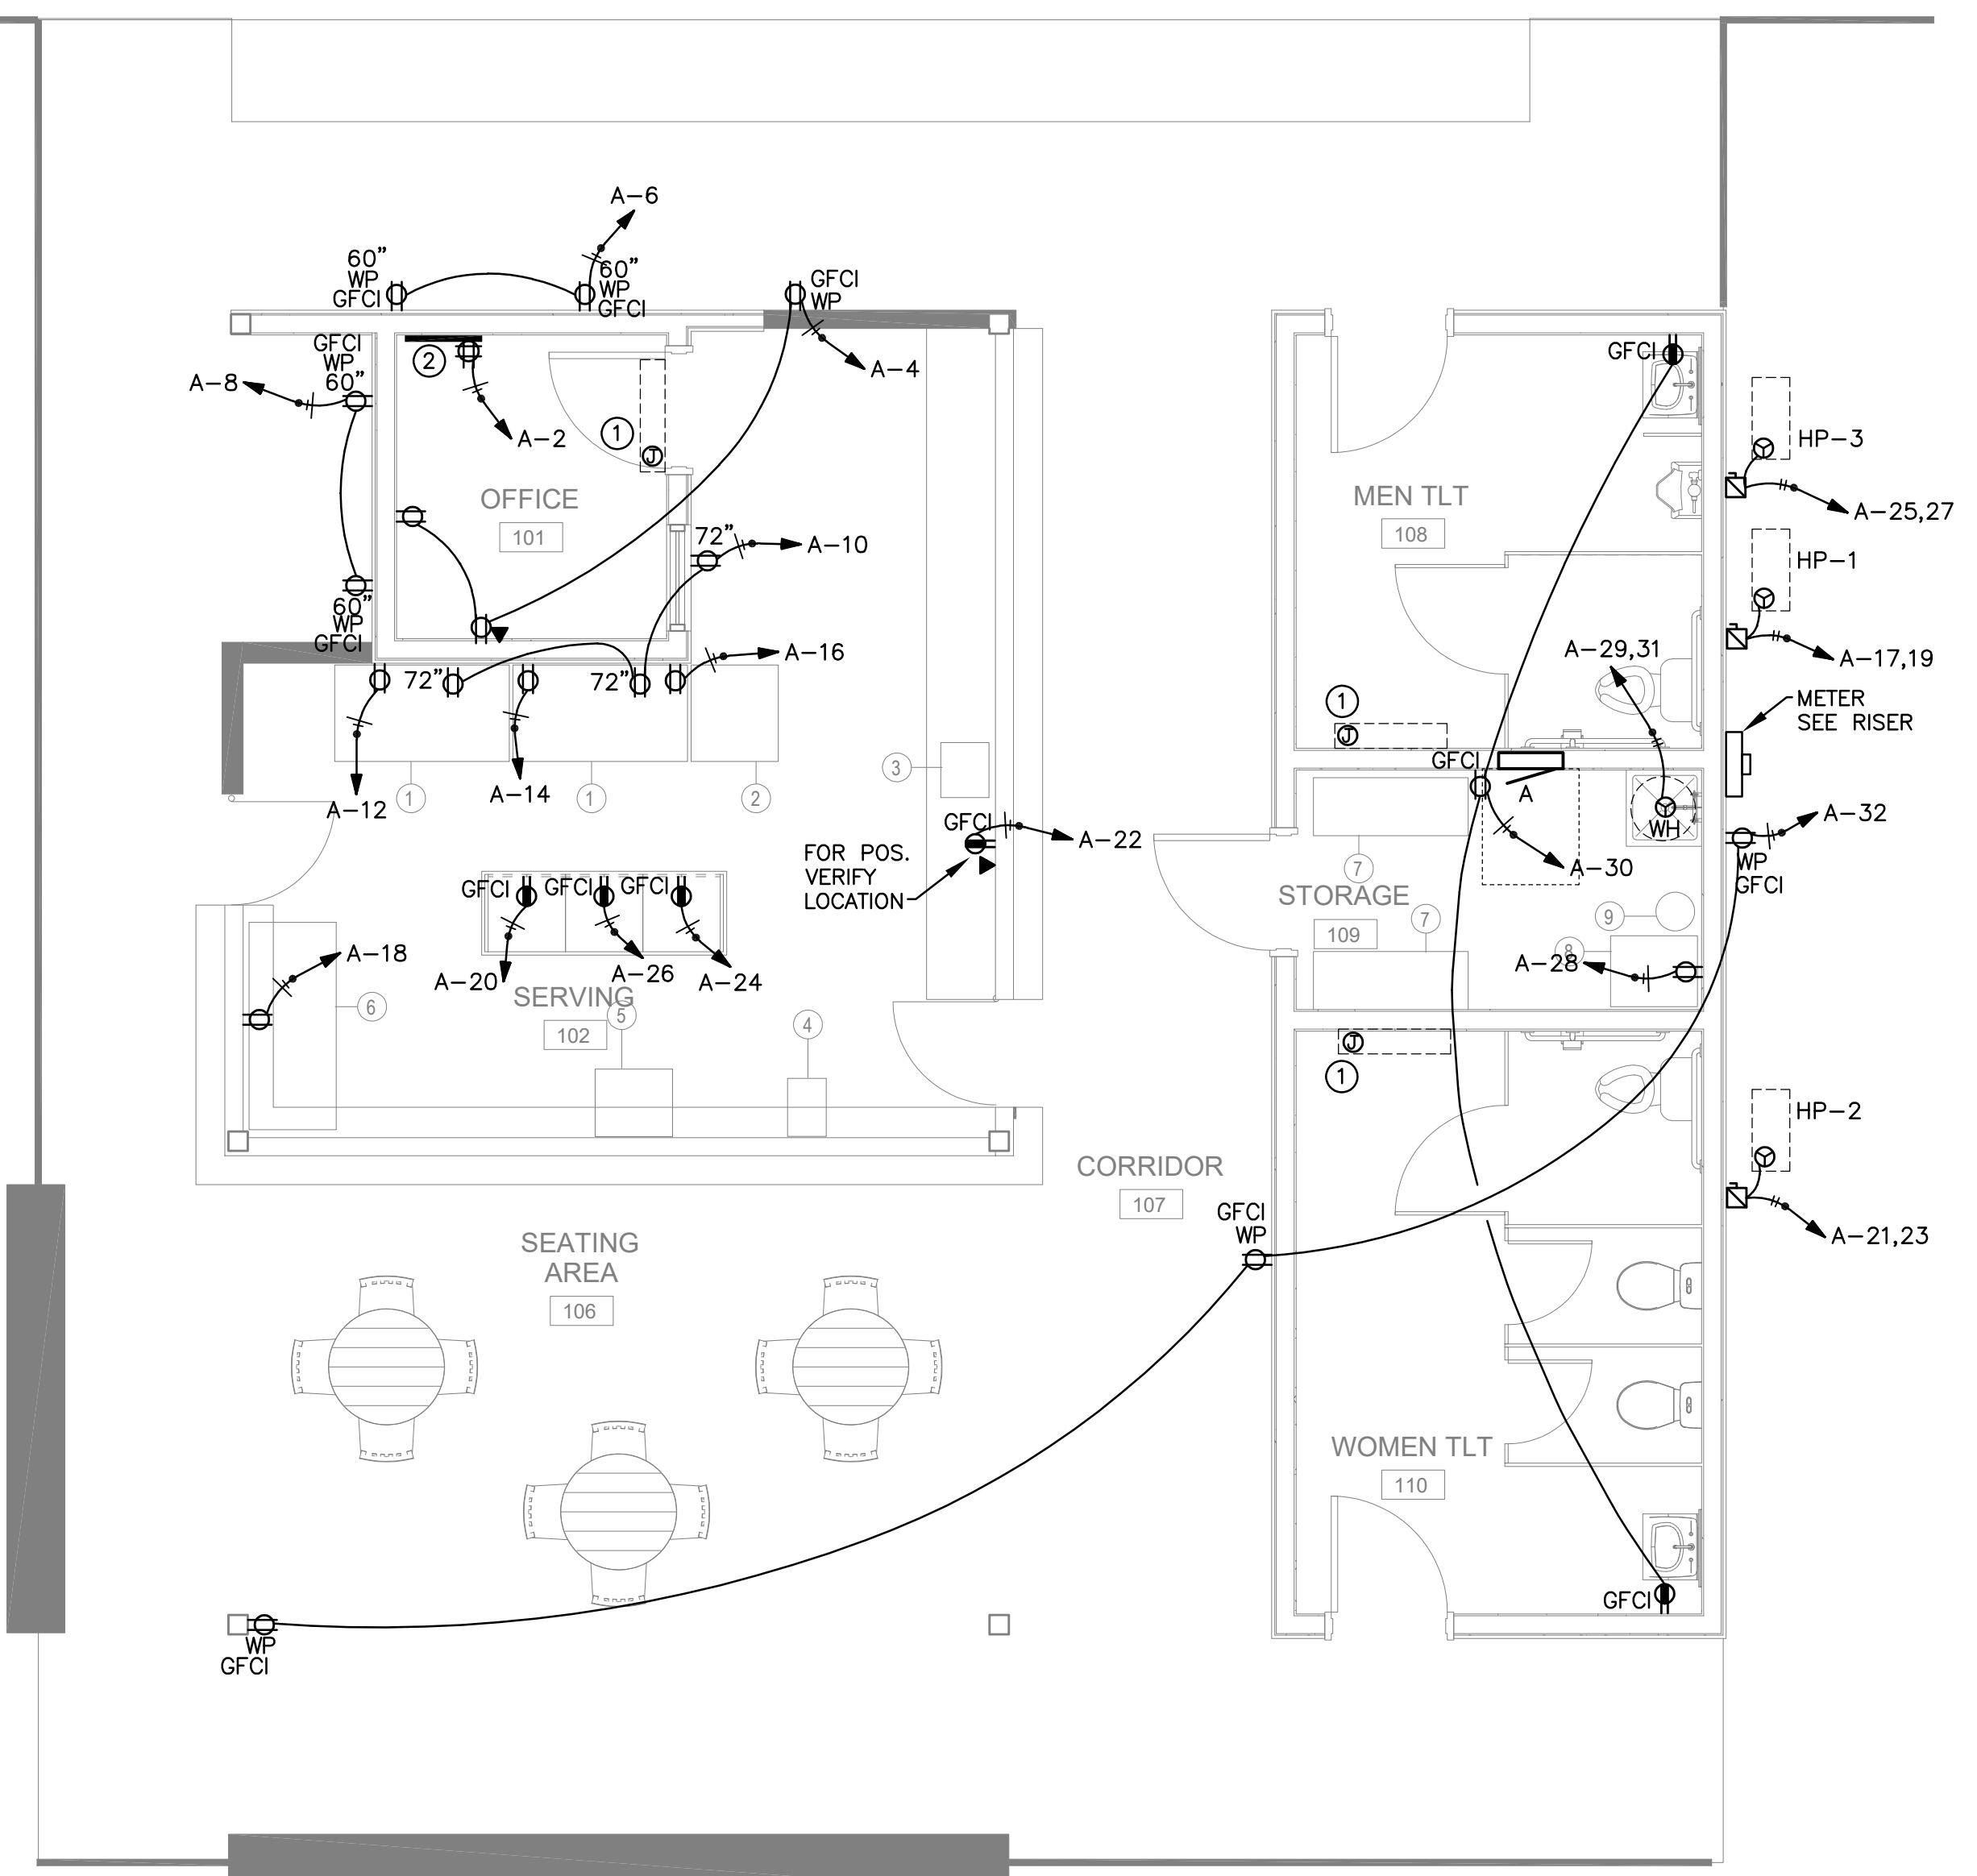 A-6
60"
WP
GFCI
60"
WP
GFCI
GFCI
WP
GFCI
WP
60"
A-8
2
A-2
1
J
A-4
OFFICE
101
72"
A-10
60"
WP
GFCI
72"
72"
A-16
A-12
1
A-14
1
2
3
GFCI
A-22
FOR POS.
VERIFY
LOCATION
GFCI
GFCI
GFCI
A-18
A-20
A-26
A-24
SERVING
102
6
5
4
GFCI
MEN TLT
108
HP-3
A-25,27
HP-1
A-17,19
A-29,31
METER
SEE RISER
1
J
GFCI
A
WH
A-30
A-32
WP
GFCI
7
STORAGE
109
7
9
8
A-28
J
1
HP-2
A-21,23
CORRIDOR
107
GFCI
WP
SEATING
AREA
106
WOMEN TLT
110
GFCI
WP
GFCI